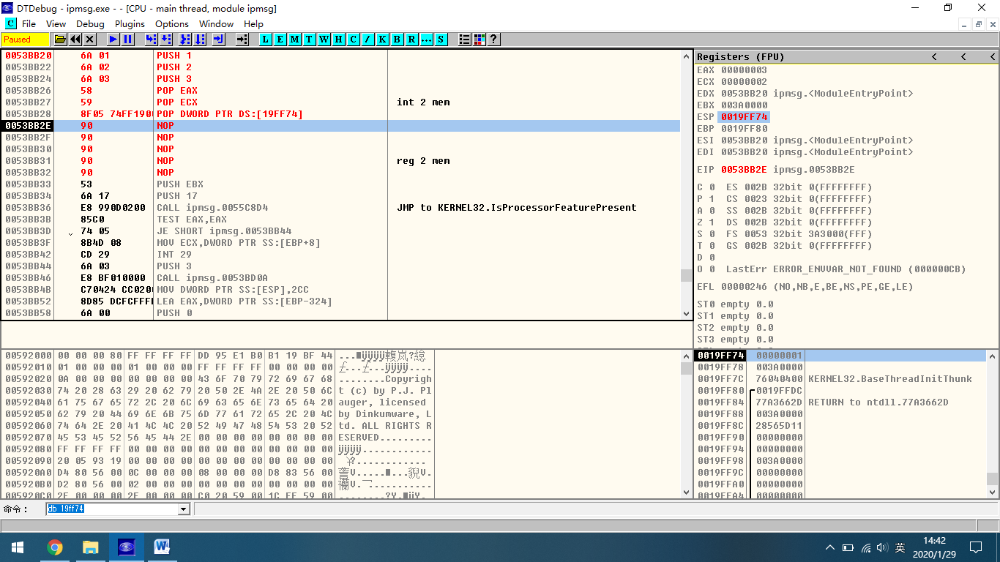 DTDebug - ipmsg.exe - - [CPU - main thread, module ipmsg]
C File View Debug Plugins Options Window Help
Paused L E M T W H C / K B R ... S ?
0053BB20 6A 01 PUSH 1
0053BB22 6A 02 PUSH 2
0053BB24 6A 03 PUSH 3
0053BB26 58 POP EAX
0053BB27 59 POP ECX int 2 mem
0053BB28 8F05 74FF190 POP DWORD PTR DS:[19FF74]
0053BB2E 90 NOP
0053BB2F 90 NOP
0053BB30 90 NOP
0053BB31 90 NOP reg 2 mem
0053BB32 90 NOP
0053BB33 53 PUSH EBX
0053BB34 6A 17 PUSH 17
0053BB36 E8 990D0200 CALL ipmsg.0055C8D4 JMP to KERNEL32.IsProcessorFeaturePresent
0053BB3B 85C0 TEST EAX,EAX
0053BB3D 74 05 JE SHORT ipmsg.0053BB44
0053BB3F 8B4D 08 MOV ECX,DWORD PTR SS:[EBP+8]
0053BB42 CD 29 INT 29
0053BB44 6A 03 PUSH 3
0053BB46 E8 BF010000 CALL ipmsg.0053BD0A
0053BB4B C70424 CC020 MOV DWORD PTR SS:[ESP],2CC
0053BB52 8D85 DCFCFFF LEA EAX,DWORD PTR SS:[EBP-324]
0053BB58 6A 00 PUSH 0
Registers (FPU) < < <
EAX 00000003
ECX 00000002
EDX 0053BB20 ipmsg.<ModuleEntryPoint>
EBX 003A0000
ESP 0019FF74
EBP 0019FF80
ESI 0053BB20 ipmsg.<ModuleEntryPoint>
EDI 0053BB20 ipmsg.<ModuleEntryPoint>
EIP 0053BB2E ipmsg.0053BB2E
C 0 ES 002B 32bit 0(FFFFFFFF)
P 1 CS 0023 32bit 0(FFFFFFFF)
A 0 SS 002B 32bit 0(FFFFFFFF)
Z 1 DS 002B 32bit 0(FFFFFFFF)
S 0 FS 0053 32bit 3A3000(FFF)
T 0 GS 002B 32bit 0(FFFFFFFF)
D 0
O 0 LastErr ERROR_ENVVAR_NOT_FOUND (000000CB)
EFL 00000246 (NO,NB,E,BE,NS,PE,GE,LE)
ST0 empty 0.0
ST1 empty 0.0
ST2 empty 0.0
ST3 empty 0.0
00592000 00 00 00 80 FF FF FF FF DD 95 E1 B0 B1 19 BF 44
00592010 01 00 00 00 01 00 00 00 FF FF FF FF 00 00 00 00
00592020 0A 00 00 00 00 00 00 00 43 6F 70 79 72 69 67 68 ........Copyrigh
00592030 74 20 28 63 29 20 62 79 20 50 2E 4A 2E 20 50 6C t (c) by P.J. Pl
00592040 61 75 67 65 72 2C 20 6C 69 63 65 6E 73 65 64 20 auger, licensed
00592050 62 79 20 44 69 6E 6B 75 6D 77 61 72 65 2C 20 4C by Dinkumware, L
00592060 74 64 2E 20 41 4C 4C 20 52 49 47 48 54 53 20 52 td. ALL RIGHTS R
00592070 45 53 45 52 56 45 44 2E 00 00 00 00 00 00 00 00 ESERVED.........
00592080 FF FF FF FF 00 00 00 00 00 00 00 00 00 00 00 00 ÿÿÿÿ............
00592090 20 05 93 19 00 00 00 00 00 00 00 00 00 00 00 00
005920A0 D4 80 56 00 0C 00 00 00 08 00 00 00 D8 83 56 00
005920B0 D2 80 56 00 02 00 00 00 00 00 00 00 00 00 00 00
005920C0 2E 00 00 00 2E 00 00 00 C0 20 59 00 1C FF 59 00
0019FF74 00000001
0019FF78 003A0000
0019FF7C 76040400 KERNEL32.BaseThreadInitThunk
0019FF80 0019FFDC
0019FF84 77A3662D RETURN to ntdll.77A3662D
0019FF88 003A0000
0019FF8C 28565D11
0019FF90 00000000
0019FF94 00000000
0019FF98 003A0000
0019FF9C 00000000
0019FFA0 00000000
0019FFA4 00000000
命令： db 19ff74
英
14:42
2020/1/29